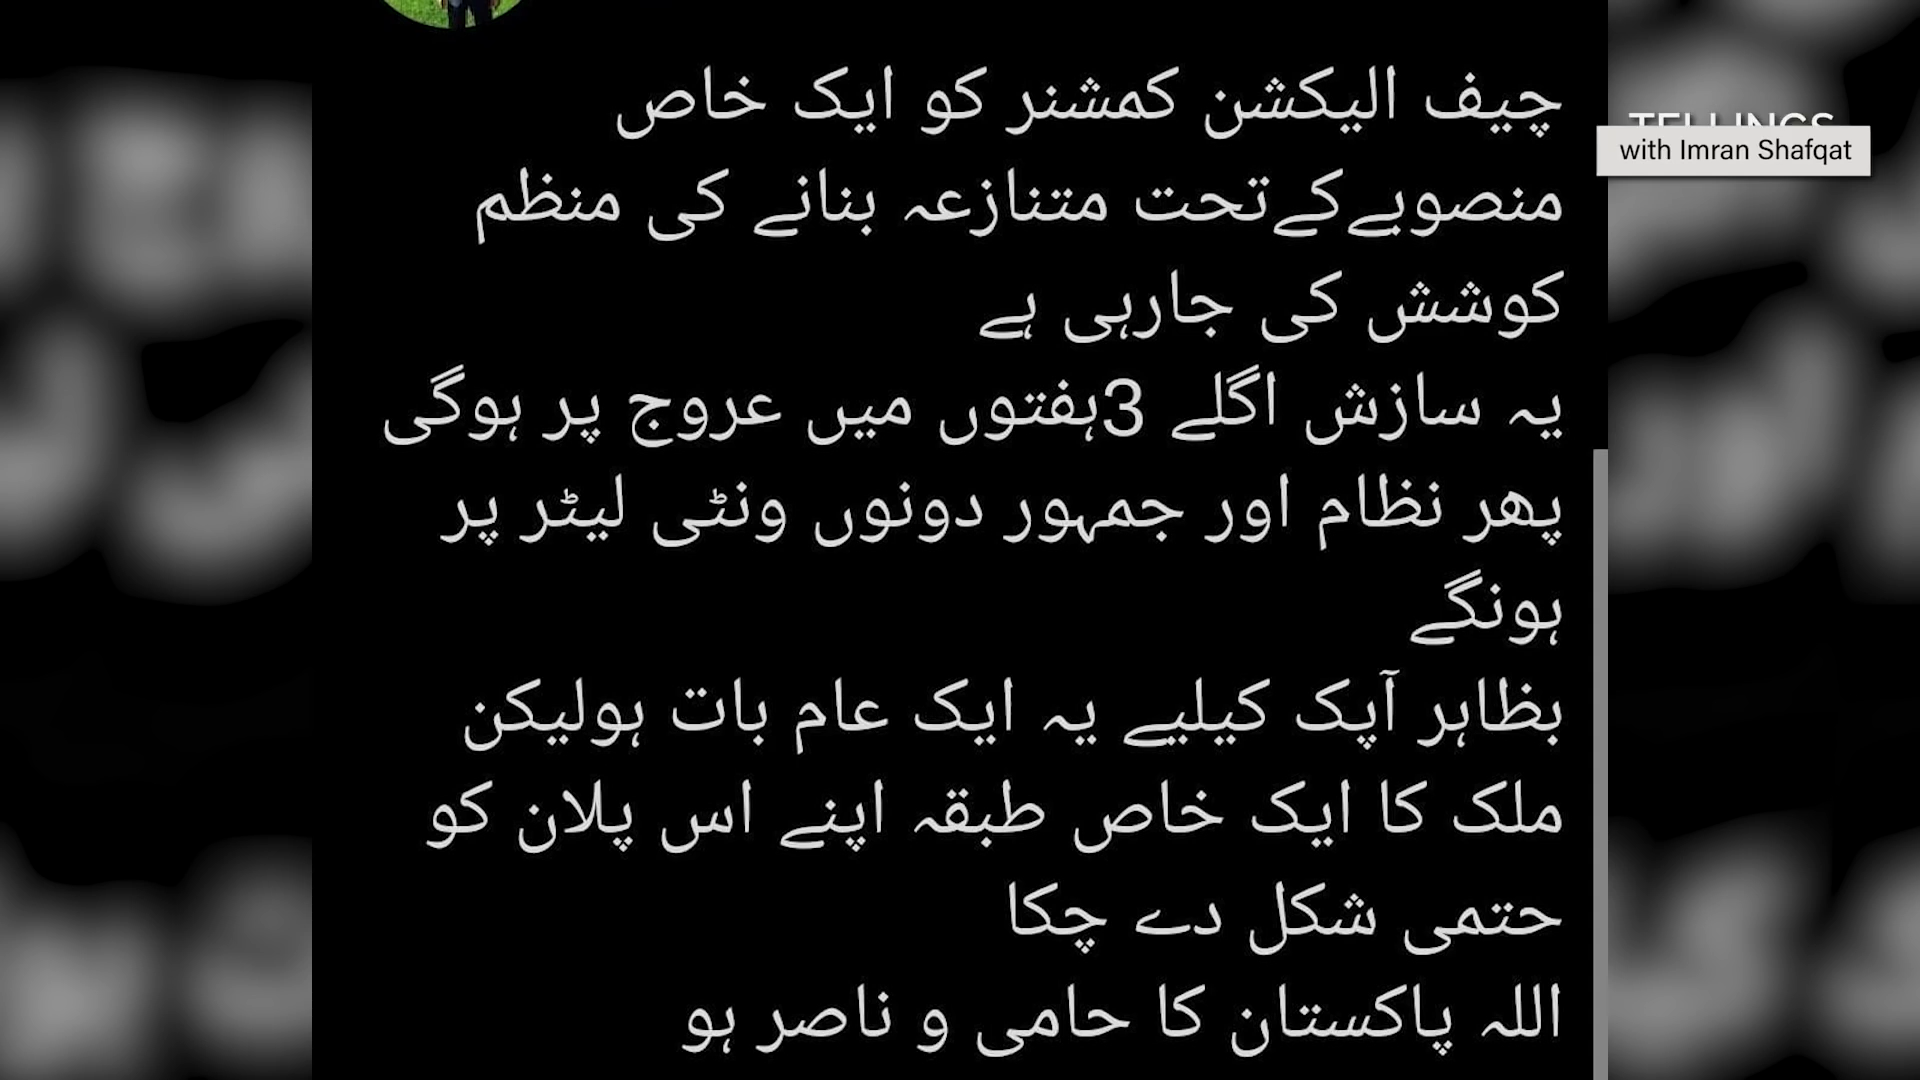 چیف الیکشن کمشنر کو ایک خاص
منصوبےکےتحت متنازعہ بنانے کی منظم
کوشش کی جارہی ہے
یہ سازش اگلے 3ہفتوں میں عروج پر ہوگی
پھر نظام اور جمہور دونوں ونٹی لیٹر پر
ہونگے
بظاہر آپک کیلیے یہ ایک عام بات ہولیکن
ملک کا ایک خاص طبقہ اپنے اس پلان کو
حتمی شکل دے چکا
اللہ پاکستان کا حامی و ناصر ہو
TELLINGS
with Imran Shafqat